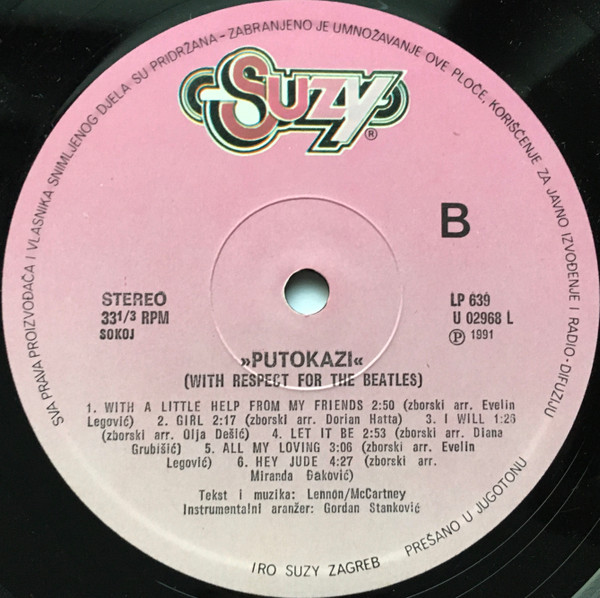 SVA PRAVA PROIZVOĐAČA I VLASNIKA SNIMLJENOG DJELA SU PRIDRŽANA – ZABRANJENO JE UMNOŽAVANJE OVE PLOČE, KORIŠĆENJE ZA JAVNO IZVOĐENJE I RADIO-DIFUZIJU
SUZY®
B
STEREO
33 1/3 RPM
SOKOJ
LP 639
U 02968 L
Ⓟ 1991
»PUTOKAZI«
(WITH RESPECT FOR THE BEATLES)
1. WITH A LITTLE HELP FROM MY FRIENDS 2:50 (zborski arr. Evelin
Legović) 2. GIRL 2:17 (zborski arr. Dorian Hatta) 3. I WILL 1:26
(zborski arr. Olja Dešić) 4. LET IT BE 2:53 (zborski arr. Diana
Grubišić) 5. ALL MY LOVING 3:06 (zborski arr. Evelin
Legović) 6. HEY JUDE 4:27 (zborski arr.
Miranda Đaković)
Tekst i muzika: Lennon/McCartney
Instrumentalni aranžer: Gordan Stanković
IRO SUZY ZAGREB
PREŠANO U JUGOTONU